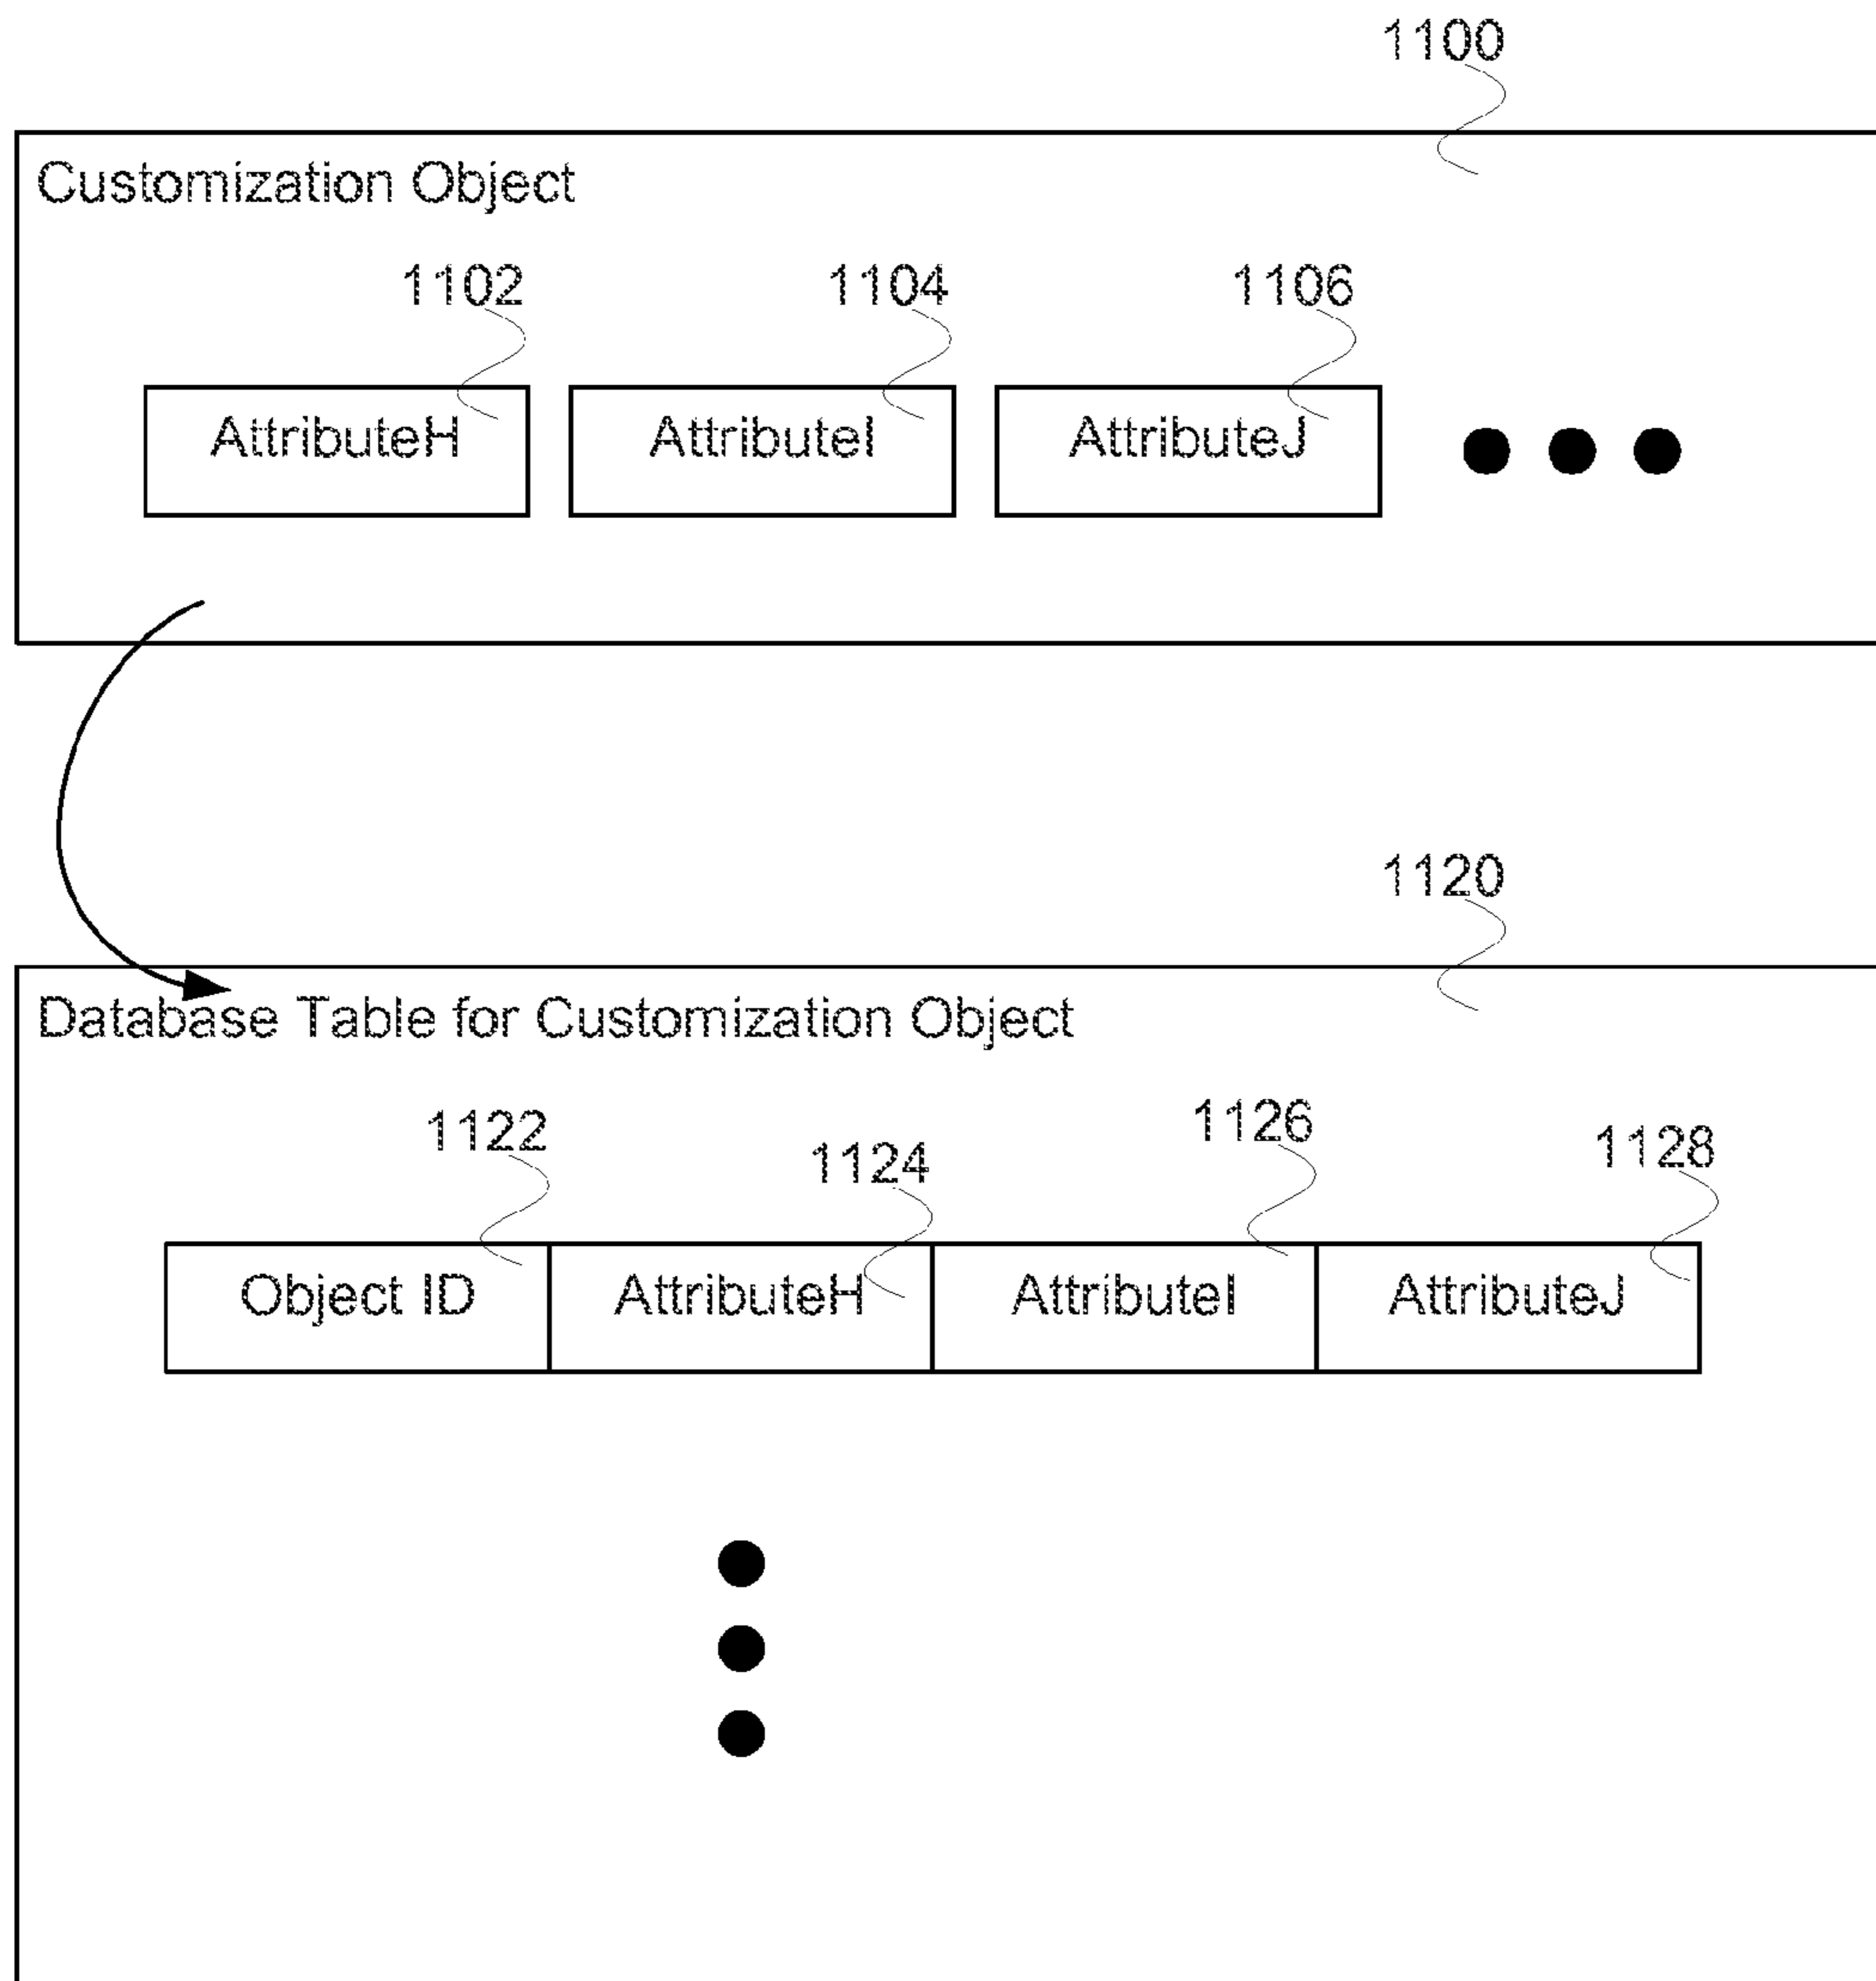 1100
Customization Object
1102 1104 1106
AttributeH AttributeI AttributeJ
1120
Database Table for Customization Object
1122 1124 1126 1128
Object ID AttributeH AttributeI AttributeJ